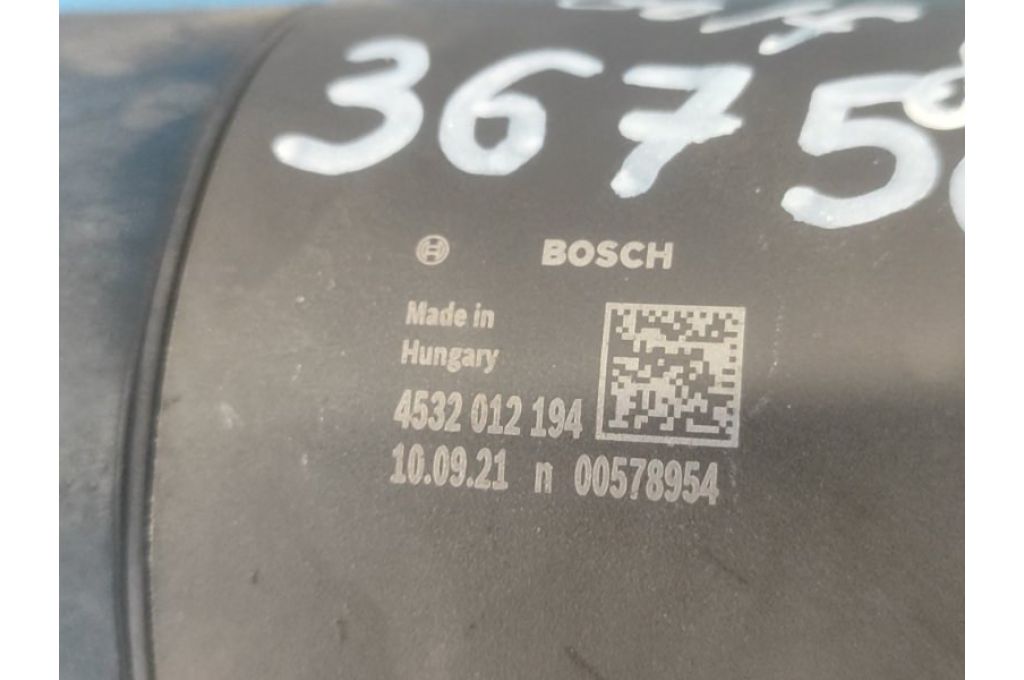 3675
BOSCH
Made in
Hungary
4532 012 194
10.09.21 n 00578954